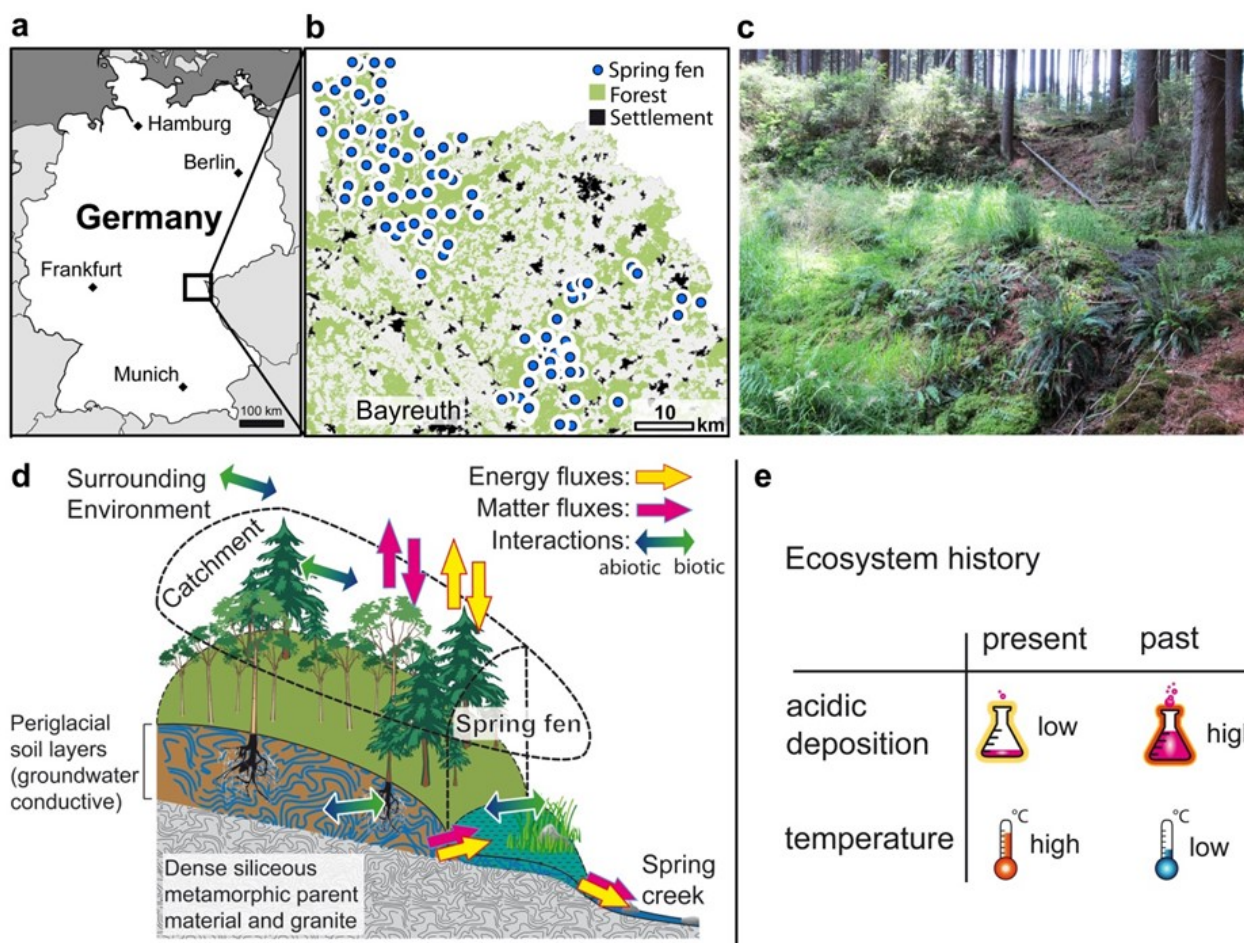 a
Hamburg
Berlin
Germany
Frankfurt
Munich
100 km
b
Spring fen
Forest
Settlement
Bayreuth
10
km
c
d
Surrounding
Environment
Energy fluxes:
Matter fluxes:
Interactions:
abiotic biotic
Catchment
Spring fen
Periglacial
soil layers
(groundwater
conductive)
Dense siliceous
metamorphic parent
material and granite
Spring
creek
e
Ecosystem history
present past
acidic
deposition
low
high
temperature
°C
high
°C
low